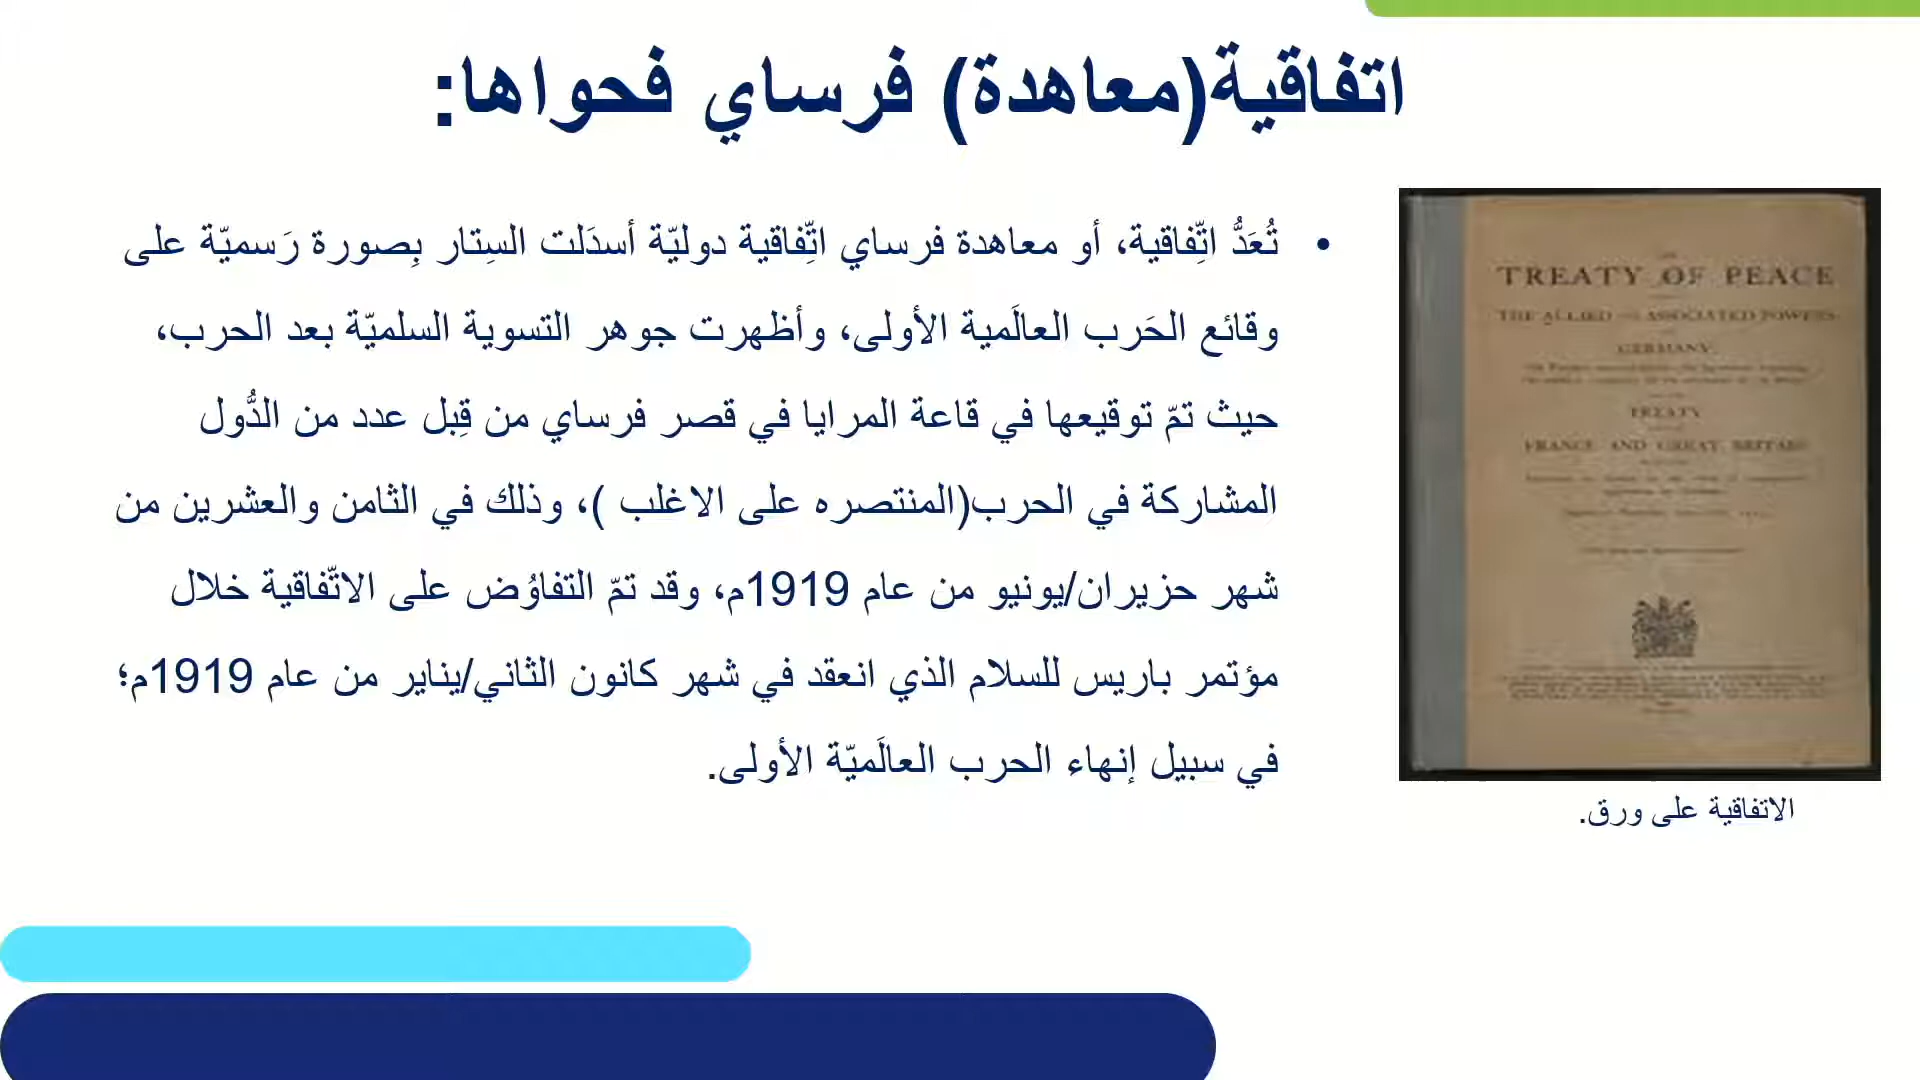 اتفاقية(معاهدة) فرساي فحواها:
• تُعَدُّ اتِّفاقية، أو معاهدة فرساي اتِّفاقية دوليّة أسدَلت السِتار بِصورة رَسميّة على
وقائع الحَرب العالَمية الأولى، وأظهرت جوهر التسوية السلميّة بعد الحرب،
حيث تمّ توقيعها في قاعة المرايا في قصر فرساي من قِبل عدد من الدُّول
المشاركة في الحرب(المنتصره على الاغلب )، وذلك في الثامن والعشرين من
شهر حزيران/يونيو من عام 1919م، وقد تمّ التفاوُض على الاتّفاقية خلال
مؤتمر باريس للسلام الذي انعقد في شهر كانون الثاني/يناير من عام 1919م؛
في سبيل إنهاء الحرب العالَميّة الأولى.
TREATY OF PEACE
THE ALLIED AND ASSOCIATED POWERS
GERMANY
TREATY
FRANCE AND GREAT BRITAIN
الاتفاقية على ورق.